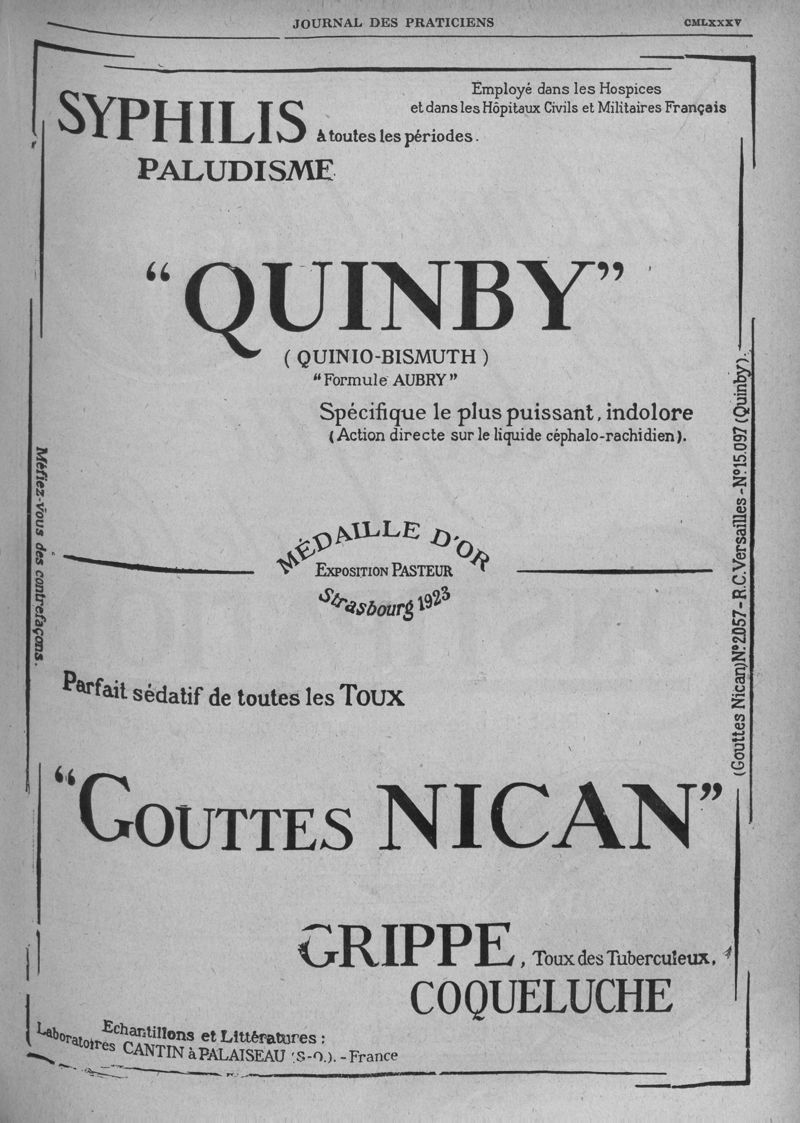 JOURNAL DES PRATICIENS
CMLXXXV
Employé dans les Hospices
et dans les Hôpitaux Civils et Militaires Français
SYPHILIS à toutes les périodes.
PALUDISME
“QUINBY”
(QUINIO-BISMUTH)
“Formule AUBRY”
Spécifique le plus puissant, indolore
(Action directe sur le liquide céphalo-rachidien).
Méfiez-vous des contrefaçons.
(Gouttes Nican) N° 2057 - R.C. Versailles - N° 15.097 (Quinby).
MÉDAILLE D'OR
EXPOSITION PASTEUR
Strasbourg 1923
Parfait sédatif de toutes les TOUX
“GOUTTES NICAN”
GRIPPE, Toux des Tuberculeux,
COQUELUCHE
Echantillons et Littératures :
Laboratoires CANTIN à PALAISEAU (S-O.). - France